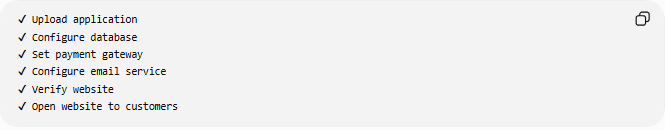 ✓ Upload application
✓ Configure database
✓ Set payment gateway
✓ Configure email service
✓ Verify website
✓ Open website to customers